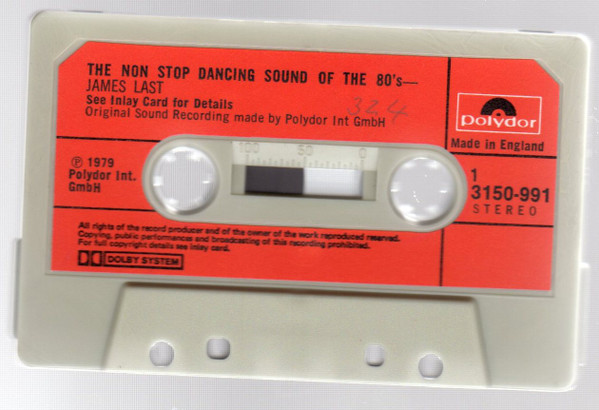 THE NON STOP DANCING SOUND OF THE 80's—
JAMES LAST
See Inlay Card for Details
Original Sound Recording made by Polydor Int GmbH
324
polydor
Made in England
℗ 1979
Polydor Int.
GmbH
100 50 0
1
3150-991
STEREO
All rights of the record producer and of the owner of the work reproduced reserved.
Copying, public performances and broadcasting of this recording prohibited.
For full copyright details see inlay card.
DOLBY SYSTEM